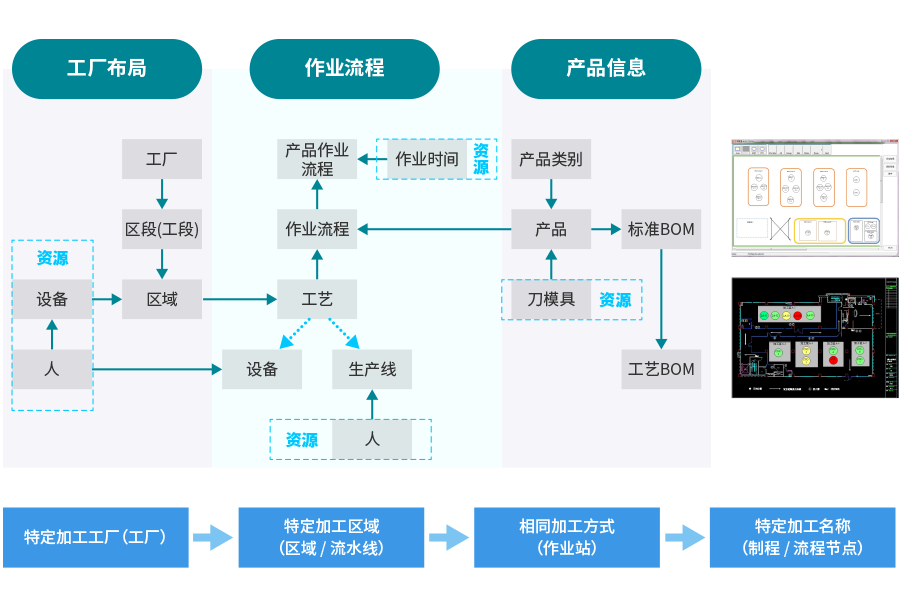 工厂布局
作业流程
产品信息
工厂
区段(工段)
资源
设备
区域
人
产品作业
流程
作业时间
资
源
作业流程
工艺
设备
生产线
资源
人
产品类别
产品
标准BOM
刀模具
资源
工艺BOM
特定加工工厂(工厂)
特定加工区域
(区域 / 流水线)
相同加工方式
(作业站)
特定加工名称
(制程 / 流程节点)